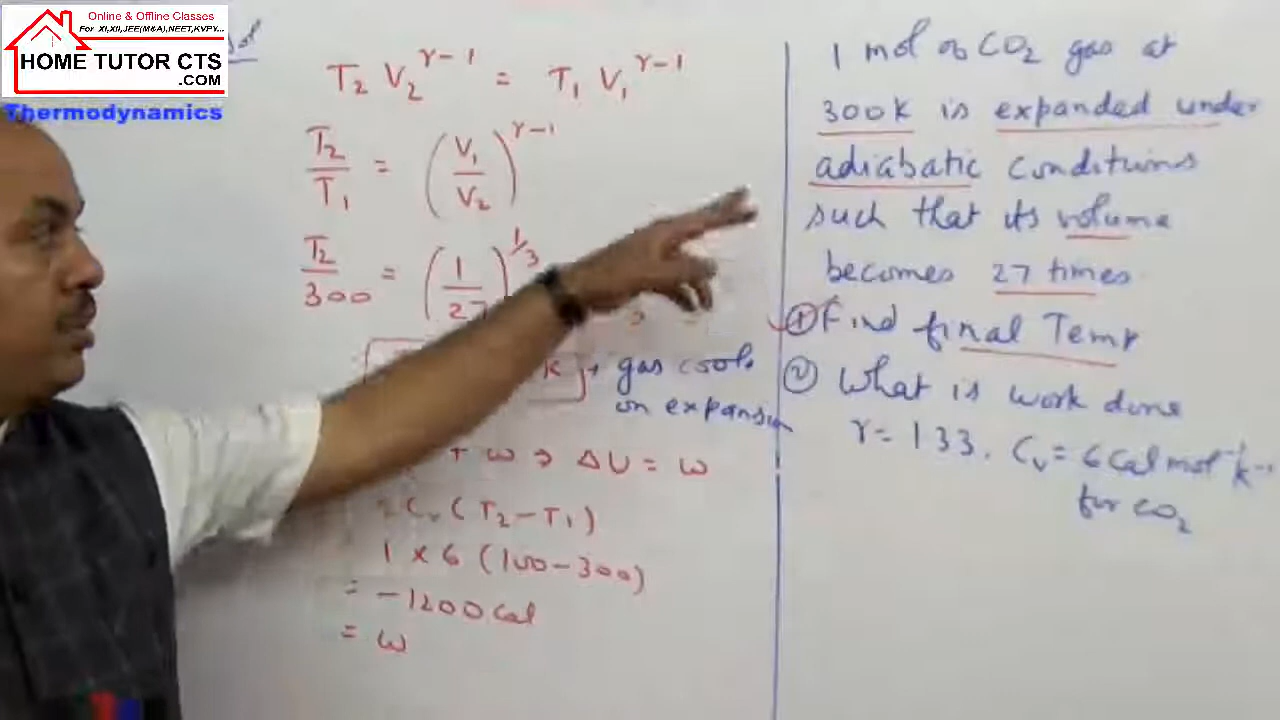 Online & Offline Classes
For XI,XII,JEE(M&A),NEET,KVPY...
HOME TUTOR CTS
.COM
Thermodynamics
T₂ V₂^(γ-1) = T₁ V₁^(γ-1)
T₂/T₁ = (V₁/V₂)^(γ-1)
T₂/300 = (1/27)^(1/3)
K → gas cools
on expansion
+ w ⇒ ΔU = w
Cv (T₂-T₁)
1 × 6 (100-300)
= -1200 Cal
= w
1 mol of CO₂ gas at
300K is expanded under
adiabatic conditions
such that its volume
becomes 27 times
① Find final Temp
② What is work done
γ = 1.33. Cv = 6 Cal mol⁻¹ K⁻¹
for CO₂